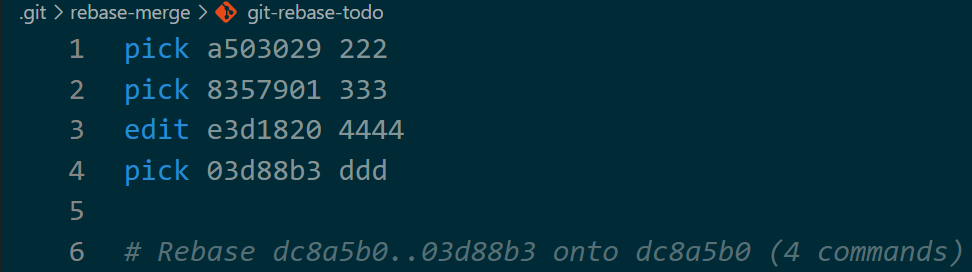 .git > rebase-merge > git-rebase-todo
1 pick a503029 222
2 pick 8357901 333
3 edit e3d1820 4444
4 pick 03d88b3 ddd
5
6 # Rebase dc8a5b0..03d88b3 onto dc8a5b0 (4 commands)